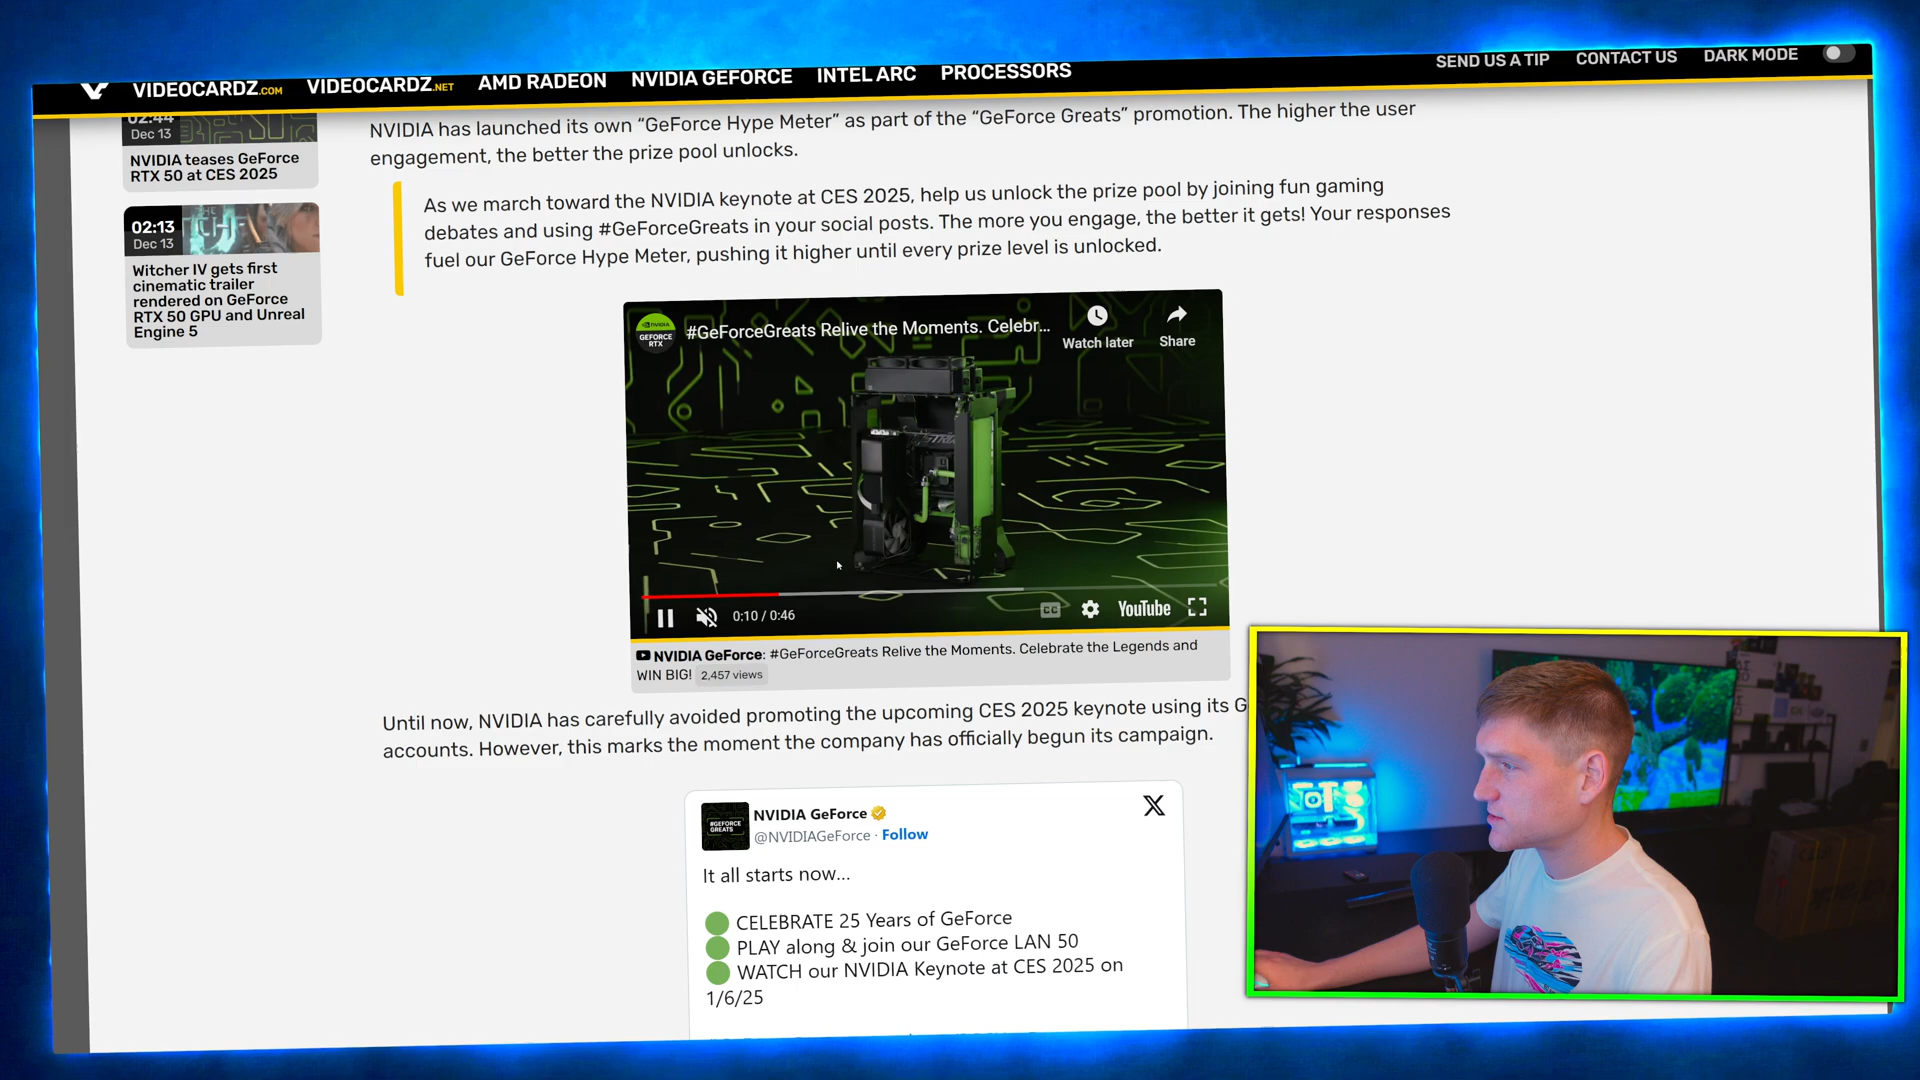 VIDEOCARDZ.COM VIDEOCARDZ.NET AMD RADEON NVIDIA GEFORCE INTEL ARC PROCESSORS SEND US A TIP CONTACT US DARK MODE
02:44
Dec 13
NVIDIA teases GeForce
RTX 50 at CES 2025
02:13
Dec 13
Witcher IV gets first
cinematic trailer
rendered on GeForce
RTX 50 GPU and Unreal
Engine 5
NVIDIA has launched its own “GeForce Hype Meter” as part of the “GeForce Greats” promotion. The higher the user
engagement, the better the prize pool unlocks.
As we march toward the NVIDIA keynote at CES 2025, help us unlock the prize pool by joining fun gaming
debates and using #GeForceGreats in your social posts. The more you engage, the better it gets! Your responses
fuel our GeForce Hype Meter, pushing it higher until every prize level is unlocked.
NVIDIA
GEFORCE
RTX
#GeForceGreats Relive the Moments. Celebr...
Watch later
Share
0:10 / 0:46
CC
YouTube
NVIDIA GeForce: #GeForceGreats Relive the Moments. Celebrate the Legends and
WIN BIG! 2,457 views
Until now, NVIDIA has carefully avoided promoting the upcoming CES 2025 keynote using its G
accounts. However, this marks the moment the company has officially begun its campaign.
#GEFORCE
GREATS
NVIDIA GeForce
@NVIDIAGeForce · Follow
X
It all starts now...
CELEBRATE 25 Years of GeForce
PLAY along & join our GeForce LAN 50
WATCH our NVIDIA Keynote at CES 2025 on
1/6/25